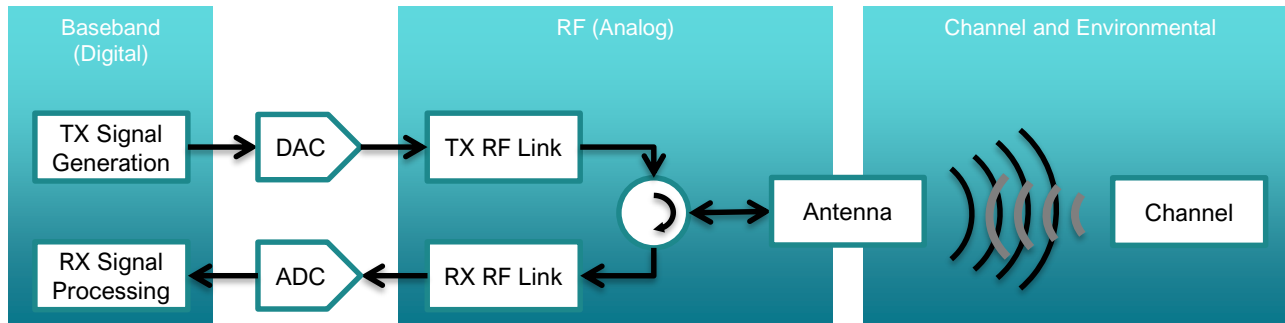 Baseband
(Digital)
RF (Analog)
Channel and Environmental
TX Signal
Generation
DAC
TX RF Link
Antenna
Channel
RX Signal
Processing
ADC
RX RF Link